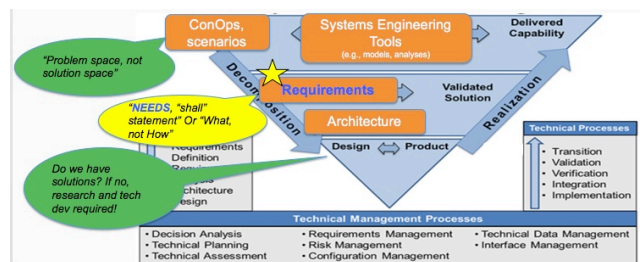 ConOps,
scenarios
Systems Engineering
Tools
(e.g., models, analyses)
Delivered
Capability
"Problem space, not
solution space"
Decomposition
Realization
Requirements
Validated
Solution
"NEEDS, "shall"
statement" Or "What,
not How"
Architecture
Design
Product
Technical Processes
• Transition
• Validation
• Verification
• Integration
• Implementation
Requirements
Definition
Do we have
solutions? If no,
research and tech
dev required!
Technical Management Processes
• Decision Analysis
• Technical Planning
• Technical Assessment
• Requirements Management
• Risk Management
• Configuration Management
• Technical Data Management
• Interface Management